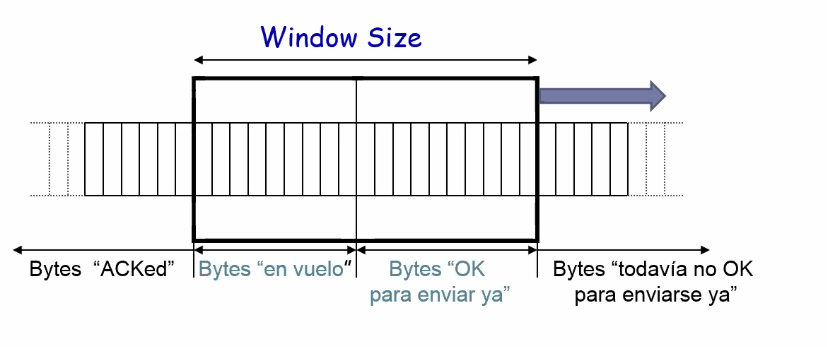 Window Size
Bytes “ACKed”
Bytes “en vuelo”
Bytes “OK
para enviar ya”
Bytes “todavía no OK
para enviarse ya”